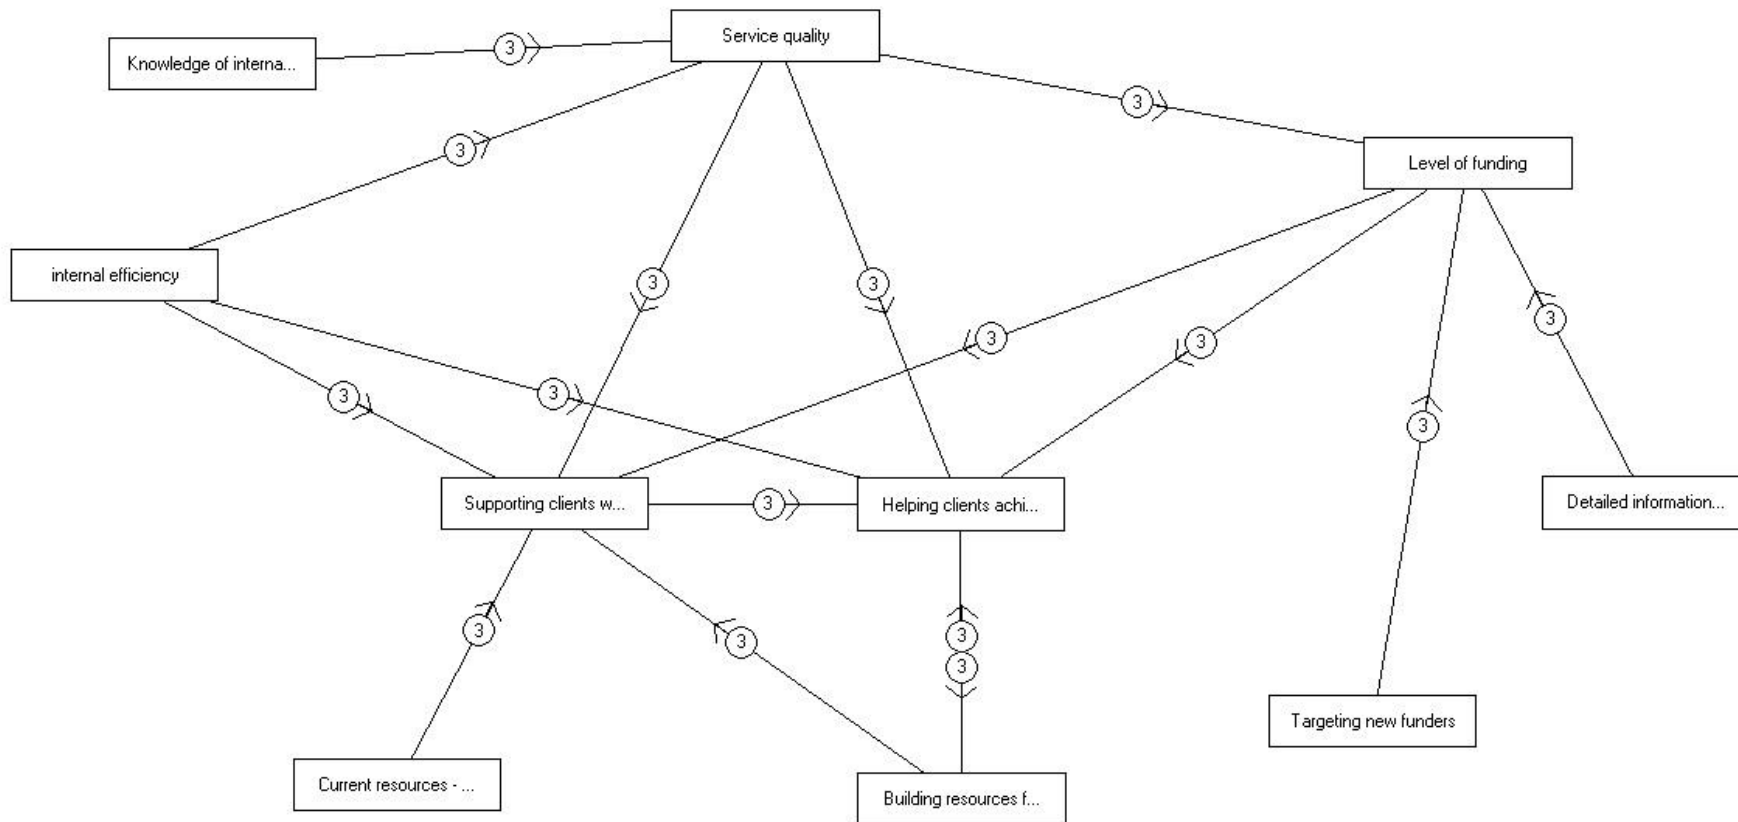 Service quality
Knowledge of interna...
3
3
3
Level of funding
internal efficiency
3
3
3
3
3
3
3
3
Supporting clients w...
3
Helping clients achi...
Detailed information...
3
3
3
3
Targeting new funders
Current resources - ...
Building resources f...